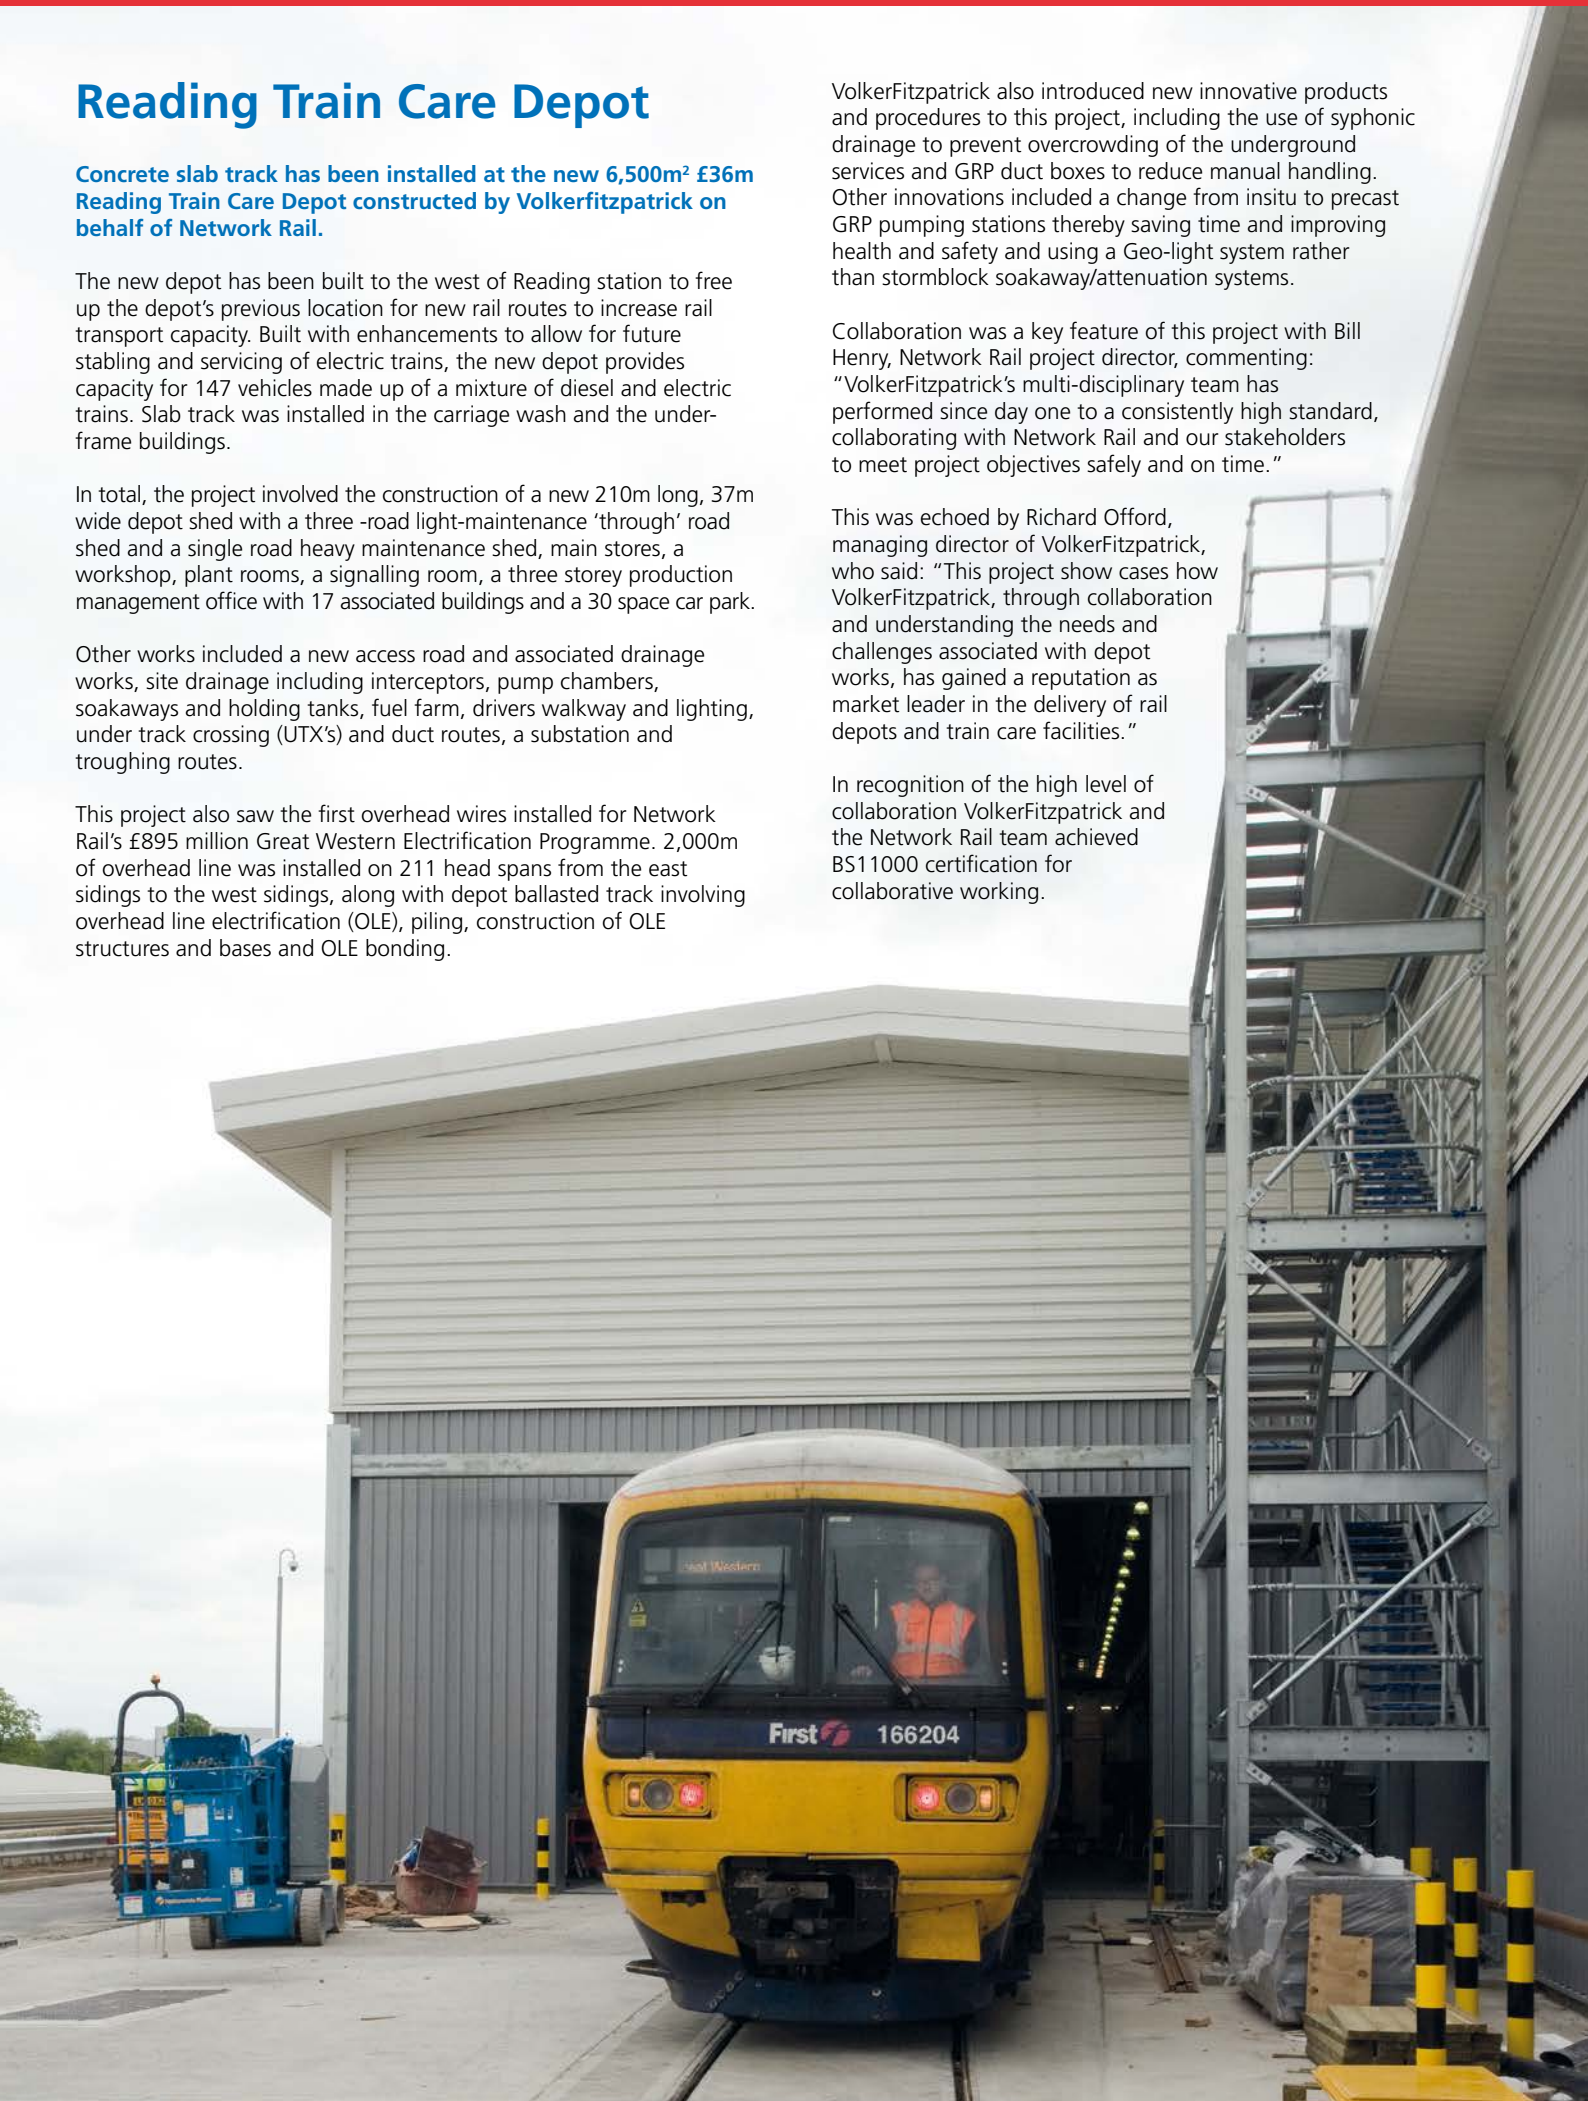 Reading Train Care Depot
Concrete slab track has been installed at the new 6,500m² £36m
Reading Train Care Depot constructed by Volkerfitzpatrick on
behalf of Network Rail.
The new depot has been built to the west of Reading station to free
up the depot's previous location for new rail routes to increase rail
transport capacity. Built with enhancements to allow for future
stabling and servicing of electric trains, the new depot provides
capacity for 147 vehicles made up of a mixture of diesel and electric
trains. Slab track was installed in the carriage wash and the under-
frame buildings.
In total, the project involved the construction of a new 210m long, 37m
wide depot shed with a three -road light-maintenance ‘through’ road
shed and a single road heavy maintenance shed, main stores, a
workshop, plant rooms, a signalling room, a three storey production
management office with 17 associated buildings and a 30 space car park.
Other works included a new access road and associated drainage
works, site drainage including interceptors, pump chambers,
soakaways and holding tanks, fuel farm, drivers walkway and lighting,
under track crossing (UTX’s) and duct routes, a substation and
troughing routes.
This project also saw the first overhead wires installed for Network
Rail’s £895 million Great Western Electrification Programme. 2,000m
of overhead line was installed on 211 head spans from the east
sidings to the west sidings, along with depot ballasted track involving
overhead line electrification (OLE), piling, construction of OLE
structures and bases and OLE bonding.
VolkerFitzpatrick also introduced new innovative products
and procedures to this project, including the use of syphonic
drainage to prevent overcrowding of the underground
services and GRP duct boxes to reduce manual handling.
Other innovations included a change from insitu to precast
GRP pumping stations thereby saving time and improving
health and safety and using a Geo-light system rather
than stormblock soakaway/attenuation systems.
Collaboration was a key feature of this project with Bill
Henry, Network Rail project director, commenting:
“VolkerFitzpatrick’s multi-disciplinary team has
performed since day one to a consistently high standard,
collaborating with Network Rail and our stakeholders
to meet project objectives safely and on time.”
This was echoed by Richard Offord,
managing director of VolkerFitzpatrick,
who said: “This project show cases how
VolkerFitzpatrick, through collaboration
and understanding the needs and
challenges associated with depot
works, has gained a reputation as
market leader in the delivery of rail
depots and train care facilities.”
In recognition of the high level of
collaboration VolkerFitzpatrick and
the Network Rail team achieved
BS11000 certification for
collaborative working.
Western
First 166204